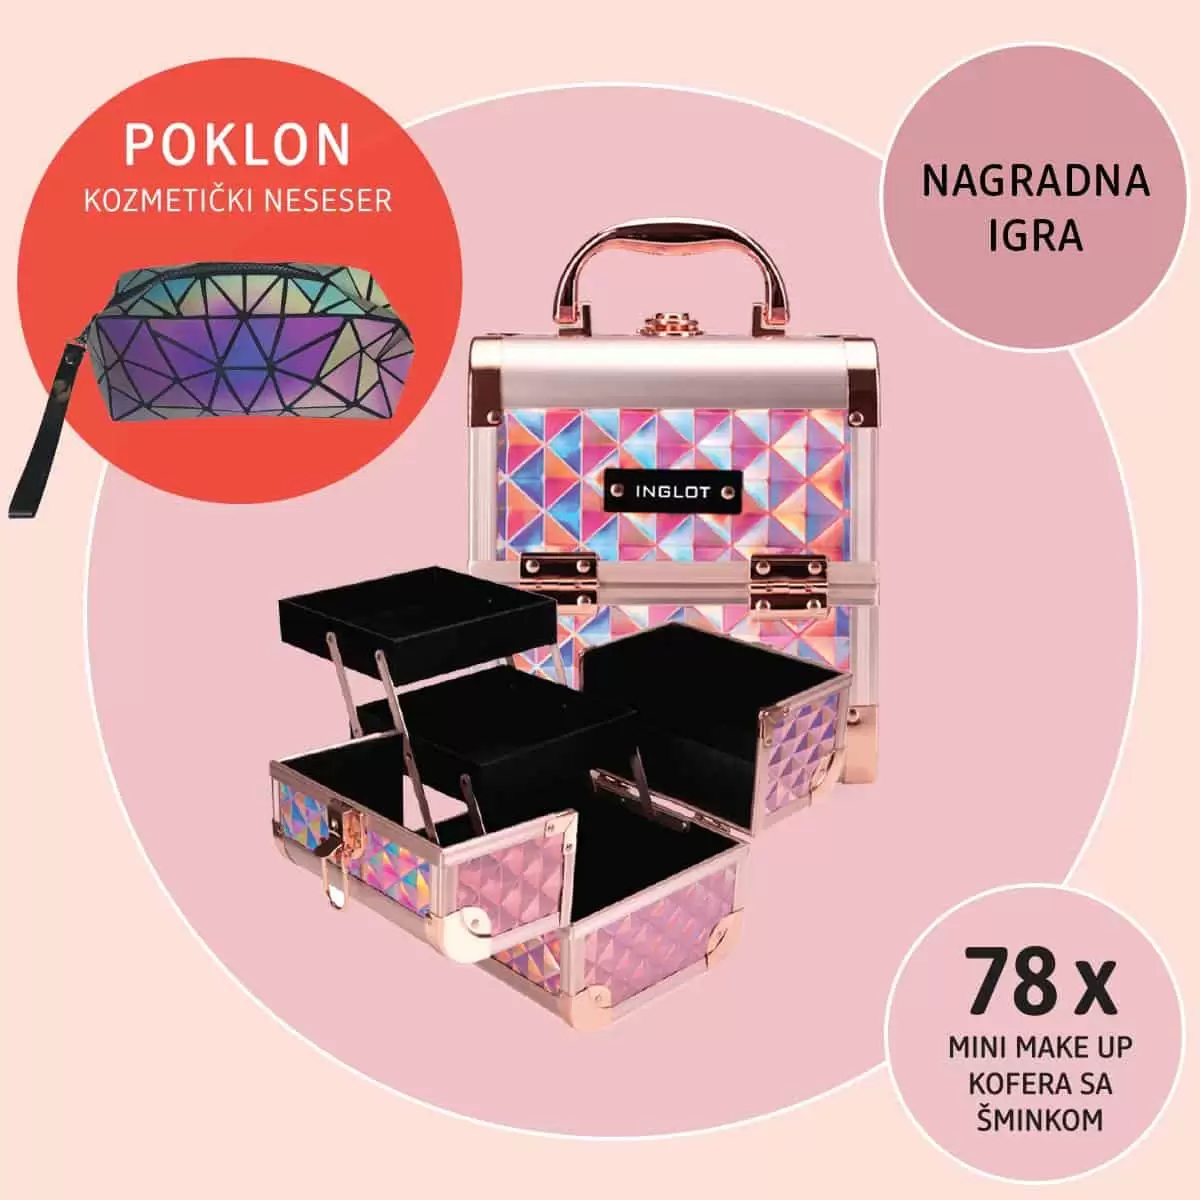 POKLON
KOZMETIČKI NESESER
NAGRADNA
IGRA
INGLOT
78 x
MINI MAKE UP
KOFERA SA
ŠMINKOM